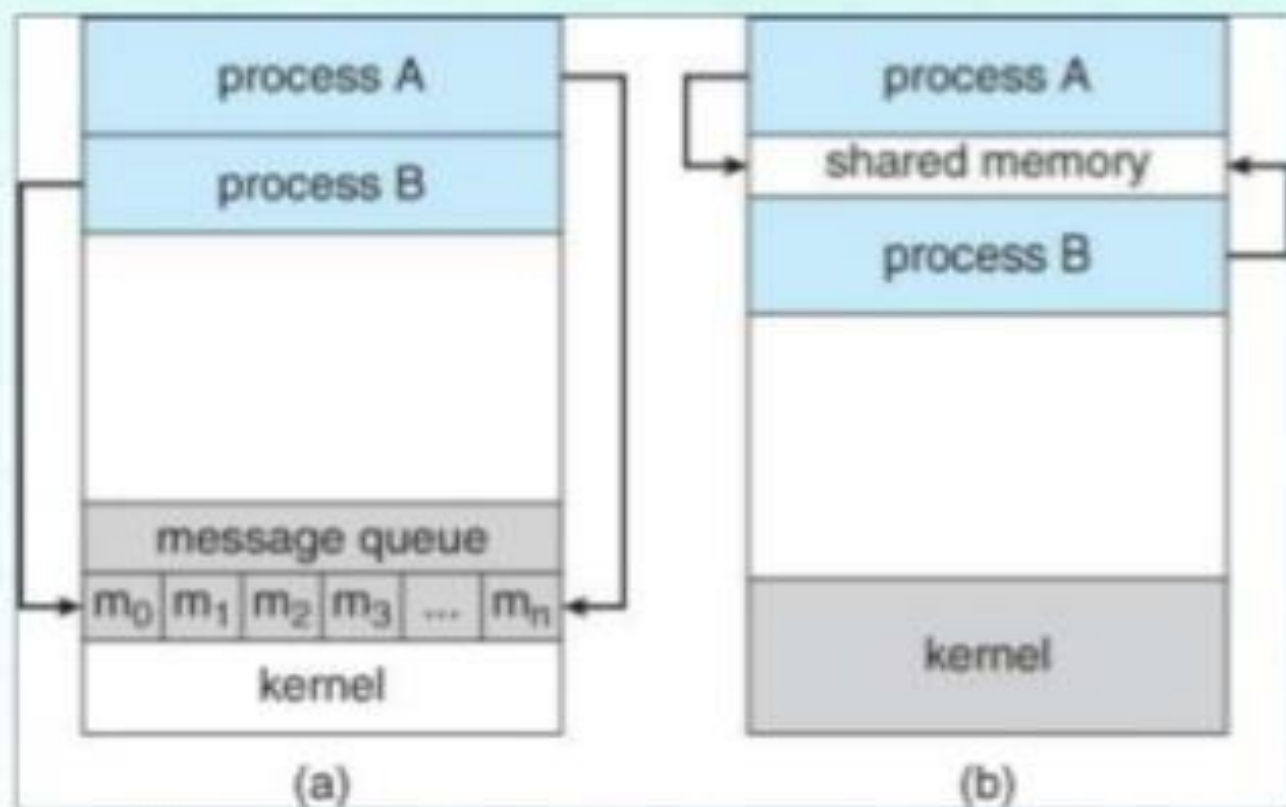 process A
process B
message queue
m₀ m₁ m₂ m₃ ... mₙ
kernel
(a)
process A
shared memory
process B
kernel
(b)